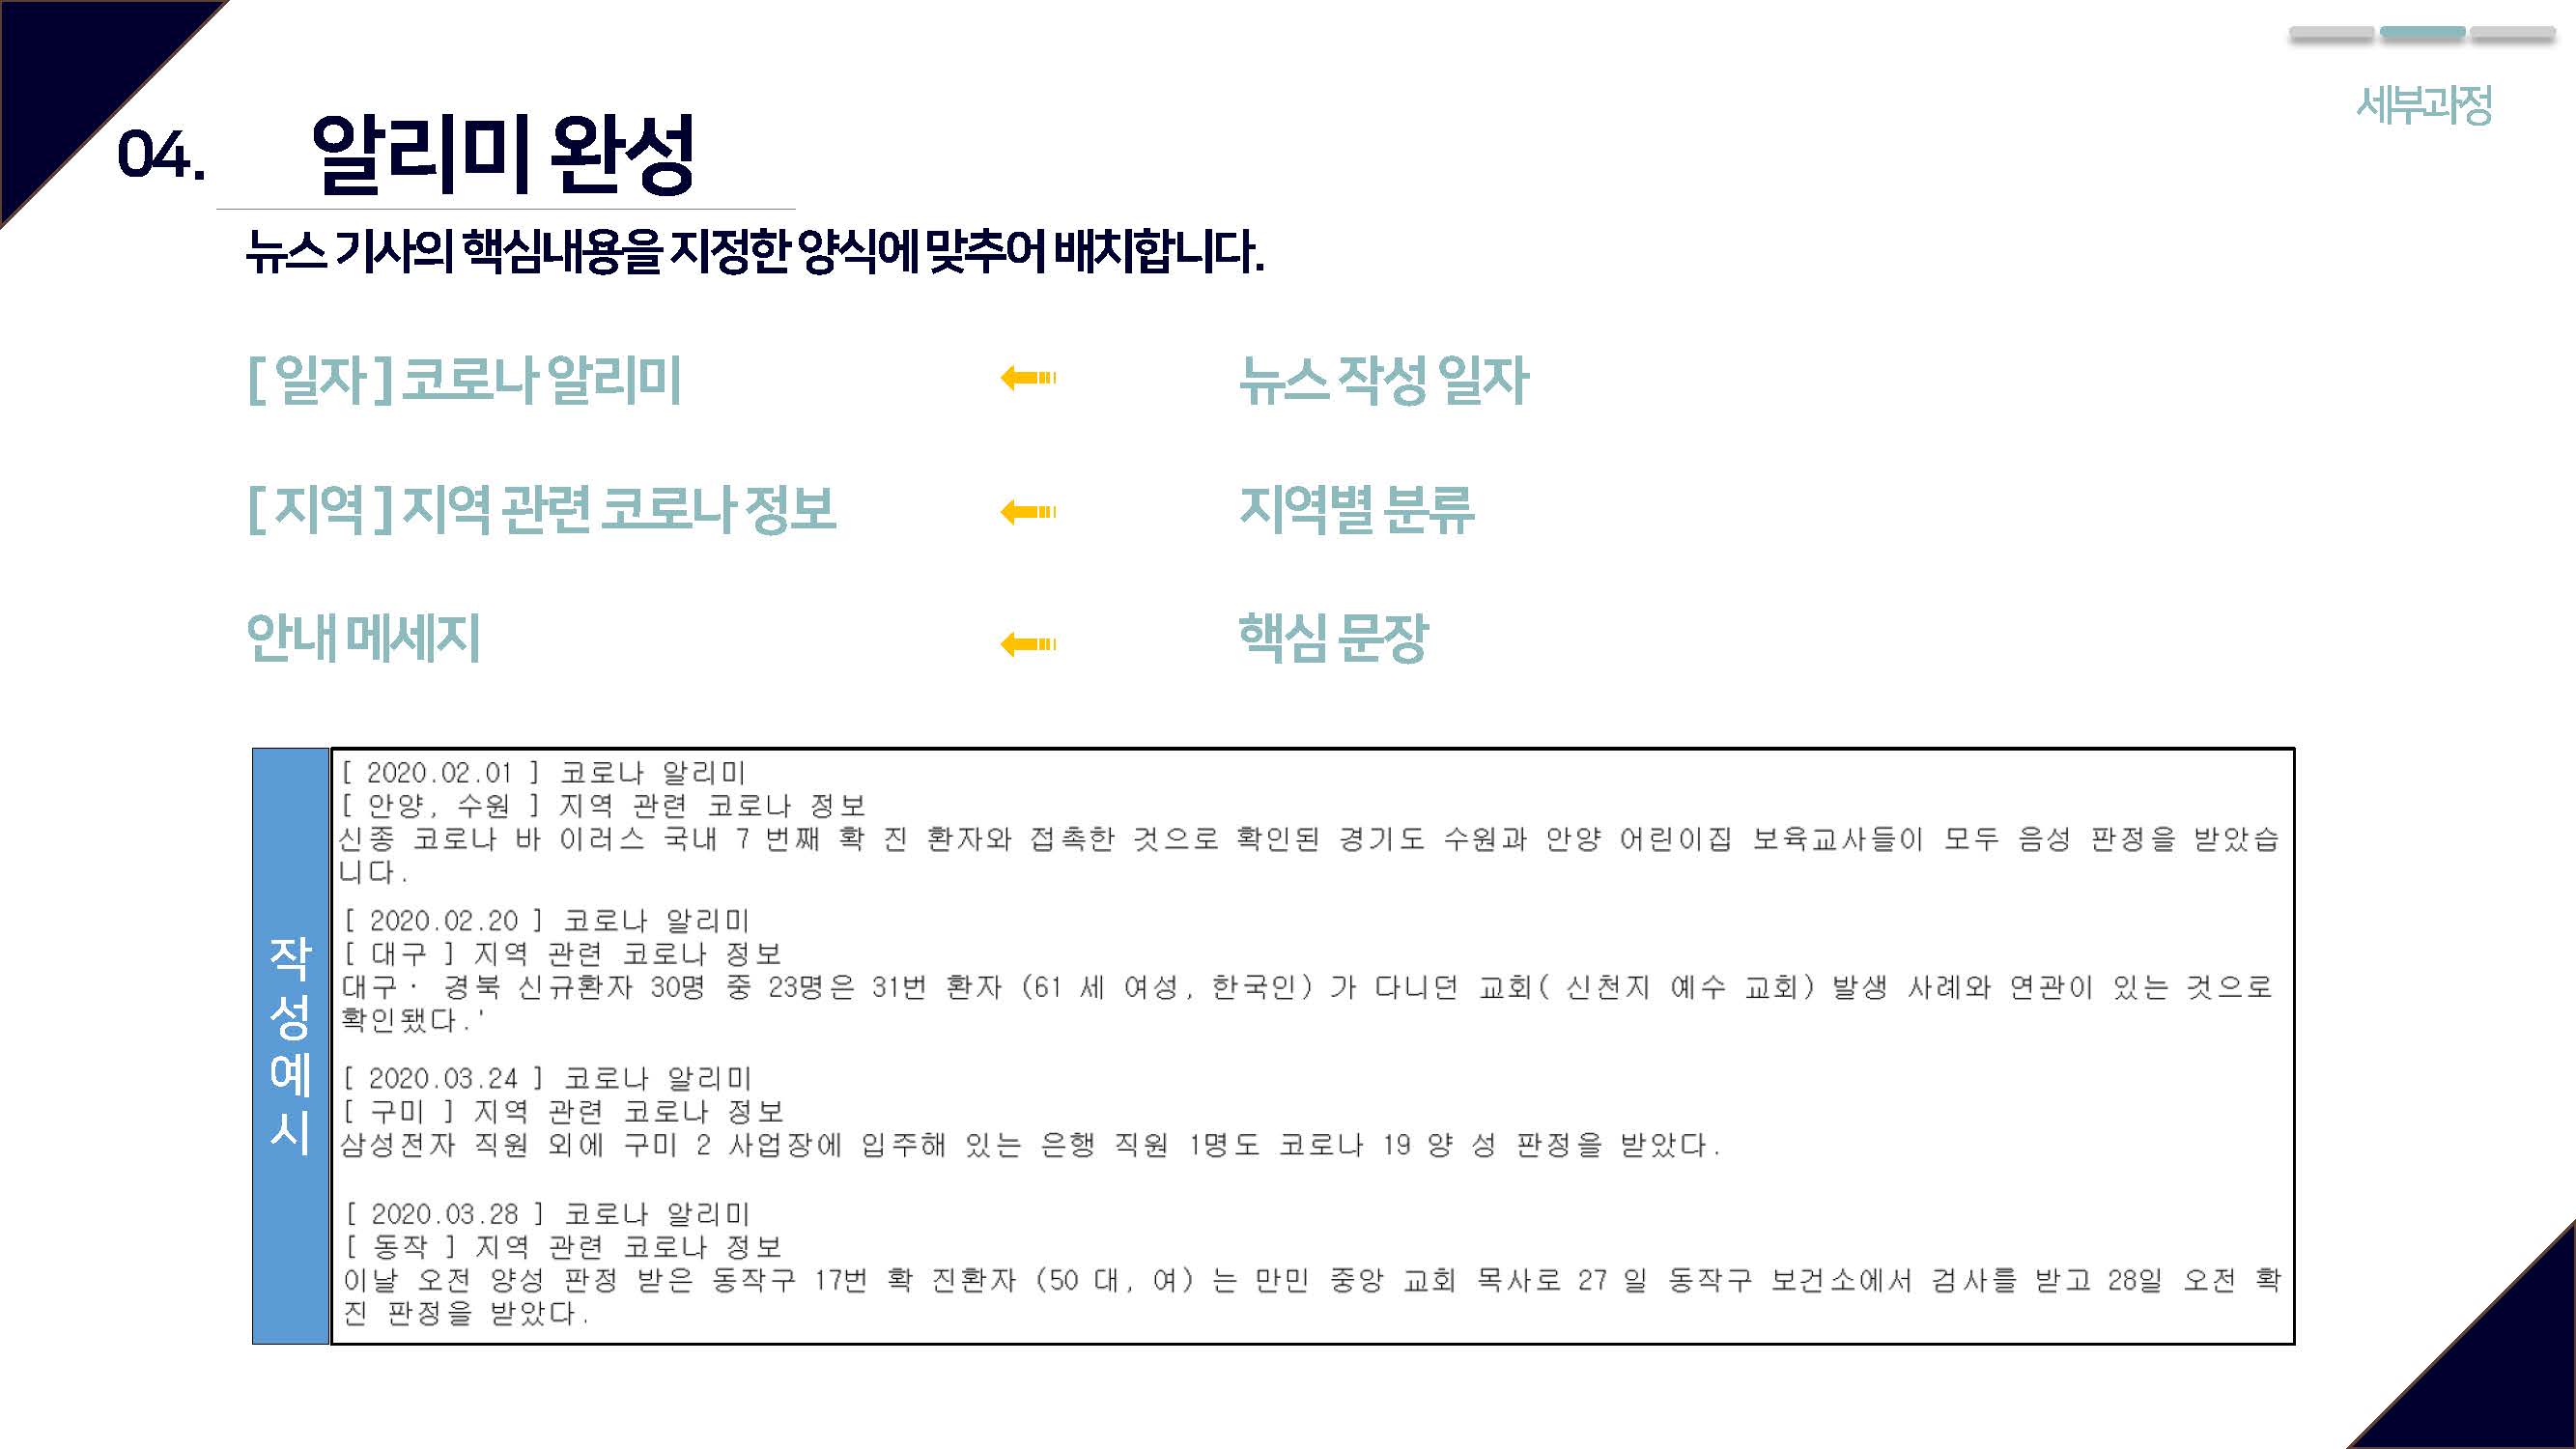 세부과정
04. 알리미 완성
뉴스 기사의 핵심내용을 지정한 양식에 맞추어 배치합니다.
[ 일자 ] 코로나 알리미 뉴스 작성 일자
[ 지역 ] 지역 관련 코로나 정보 지역별 분류
안내 메세지 핵심 문장
작성예시
[ 2020.02.01 ] 코로나 알리미
[ 안양, 수원 ] 지역 관련 코로나 정보
신종 코로나 바 이러스 국내 7 번째 확 진 환자와 접촉한 것으로 확인된 경기도 수원과 안양 어린이집 보육교사들이 모두 음성 판정을 받았습
니다.
[ 2020.02.20 ] 코로나 알리미
[ 대구 ] 지역 관련 코로나 정보
대구· 경북 신규환자 30명 중 23명은 31번 환자 (61 세 여성, 한국인) 가 다니던 교회( 신천지 예수 교회) 발생 사례와 연관이 있는 것으로
확인됐다.'
[ 2020.03.24 ] 코로나 알리미
[ 구미 ] 지역 관련 코로나 정보
삼성전자 직원 외에 구미 2 사업장에 입주해 있는 은행 직원 1명도 코로나 19 양 성 판정을 받았다.
[ 2020.03.28 ] 코로나 알리미
[ 동작 ] 지역 관련 코로나 정보
이날 오전 양성 판정 받은 동작구 17번 확 진환자 (50 대, 여) 는 만민 중앙 교회 목사로 27 일 동작구 보건소에서 검사를 받고 28일 오전 확
진 판정을 받았다.